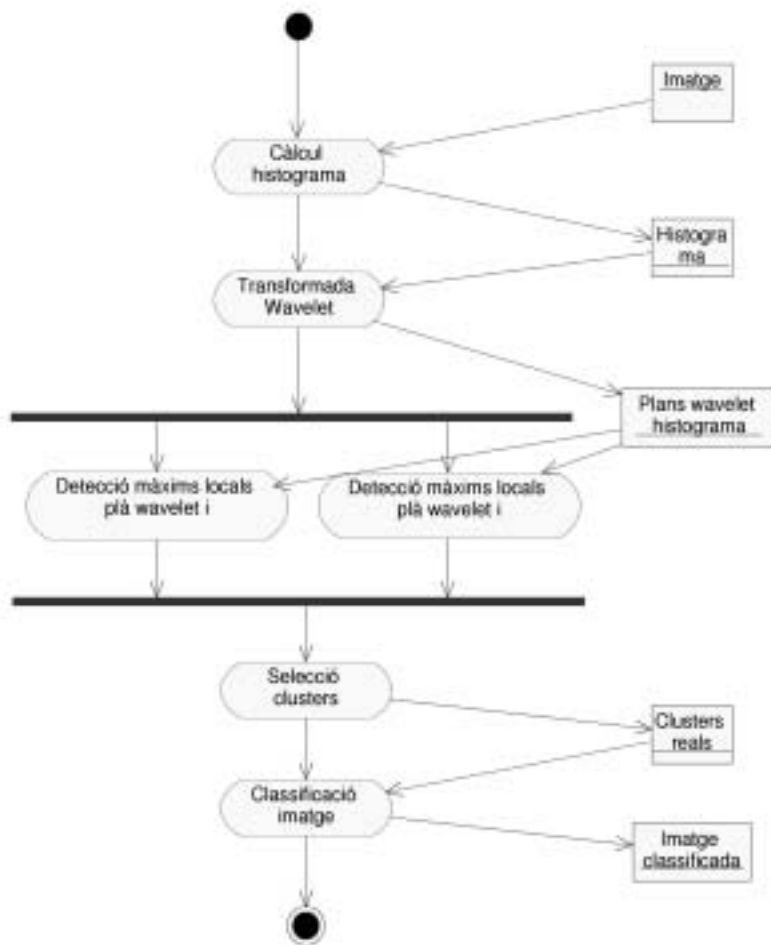 Imatge
Càlcul
histograma
Histogra
ma
Transformada
Wavelet
Plans wavelet
histograma
Detecció màxims locals
plà wavelet i
Detecció màxims locals
plà wavelet i
Selecció
clusters
Clusters
reals
Classificació
imatge
Imatge
classificada